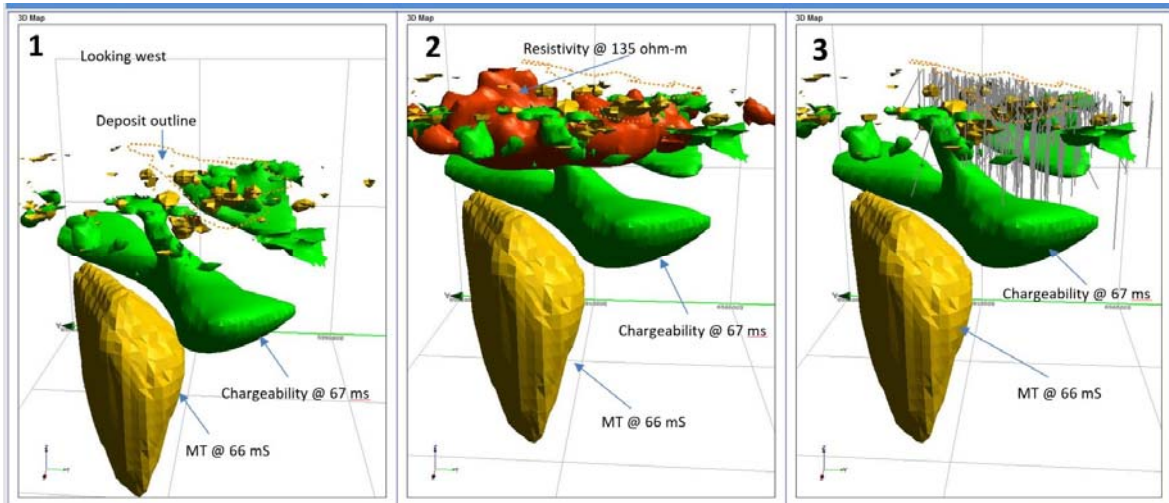 3D Map
1
Looking west
Deposit outline
Chargeability @ 67 ms
MT @ 66 mS
3D Map
2
Resistivity @ 135 ohm-m
Chargeability @ 67 ms
MT @ 66 mS
3D Map
3
Chargeability @ 67 ms
MT @ 66 mS